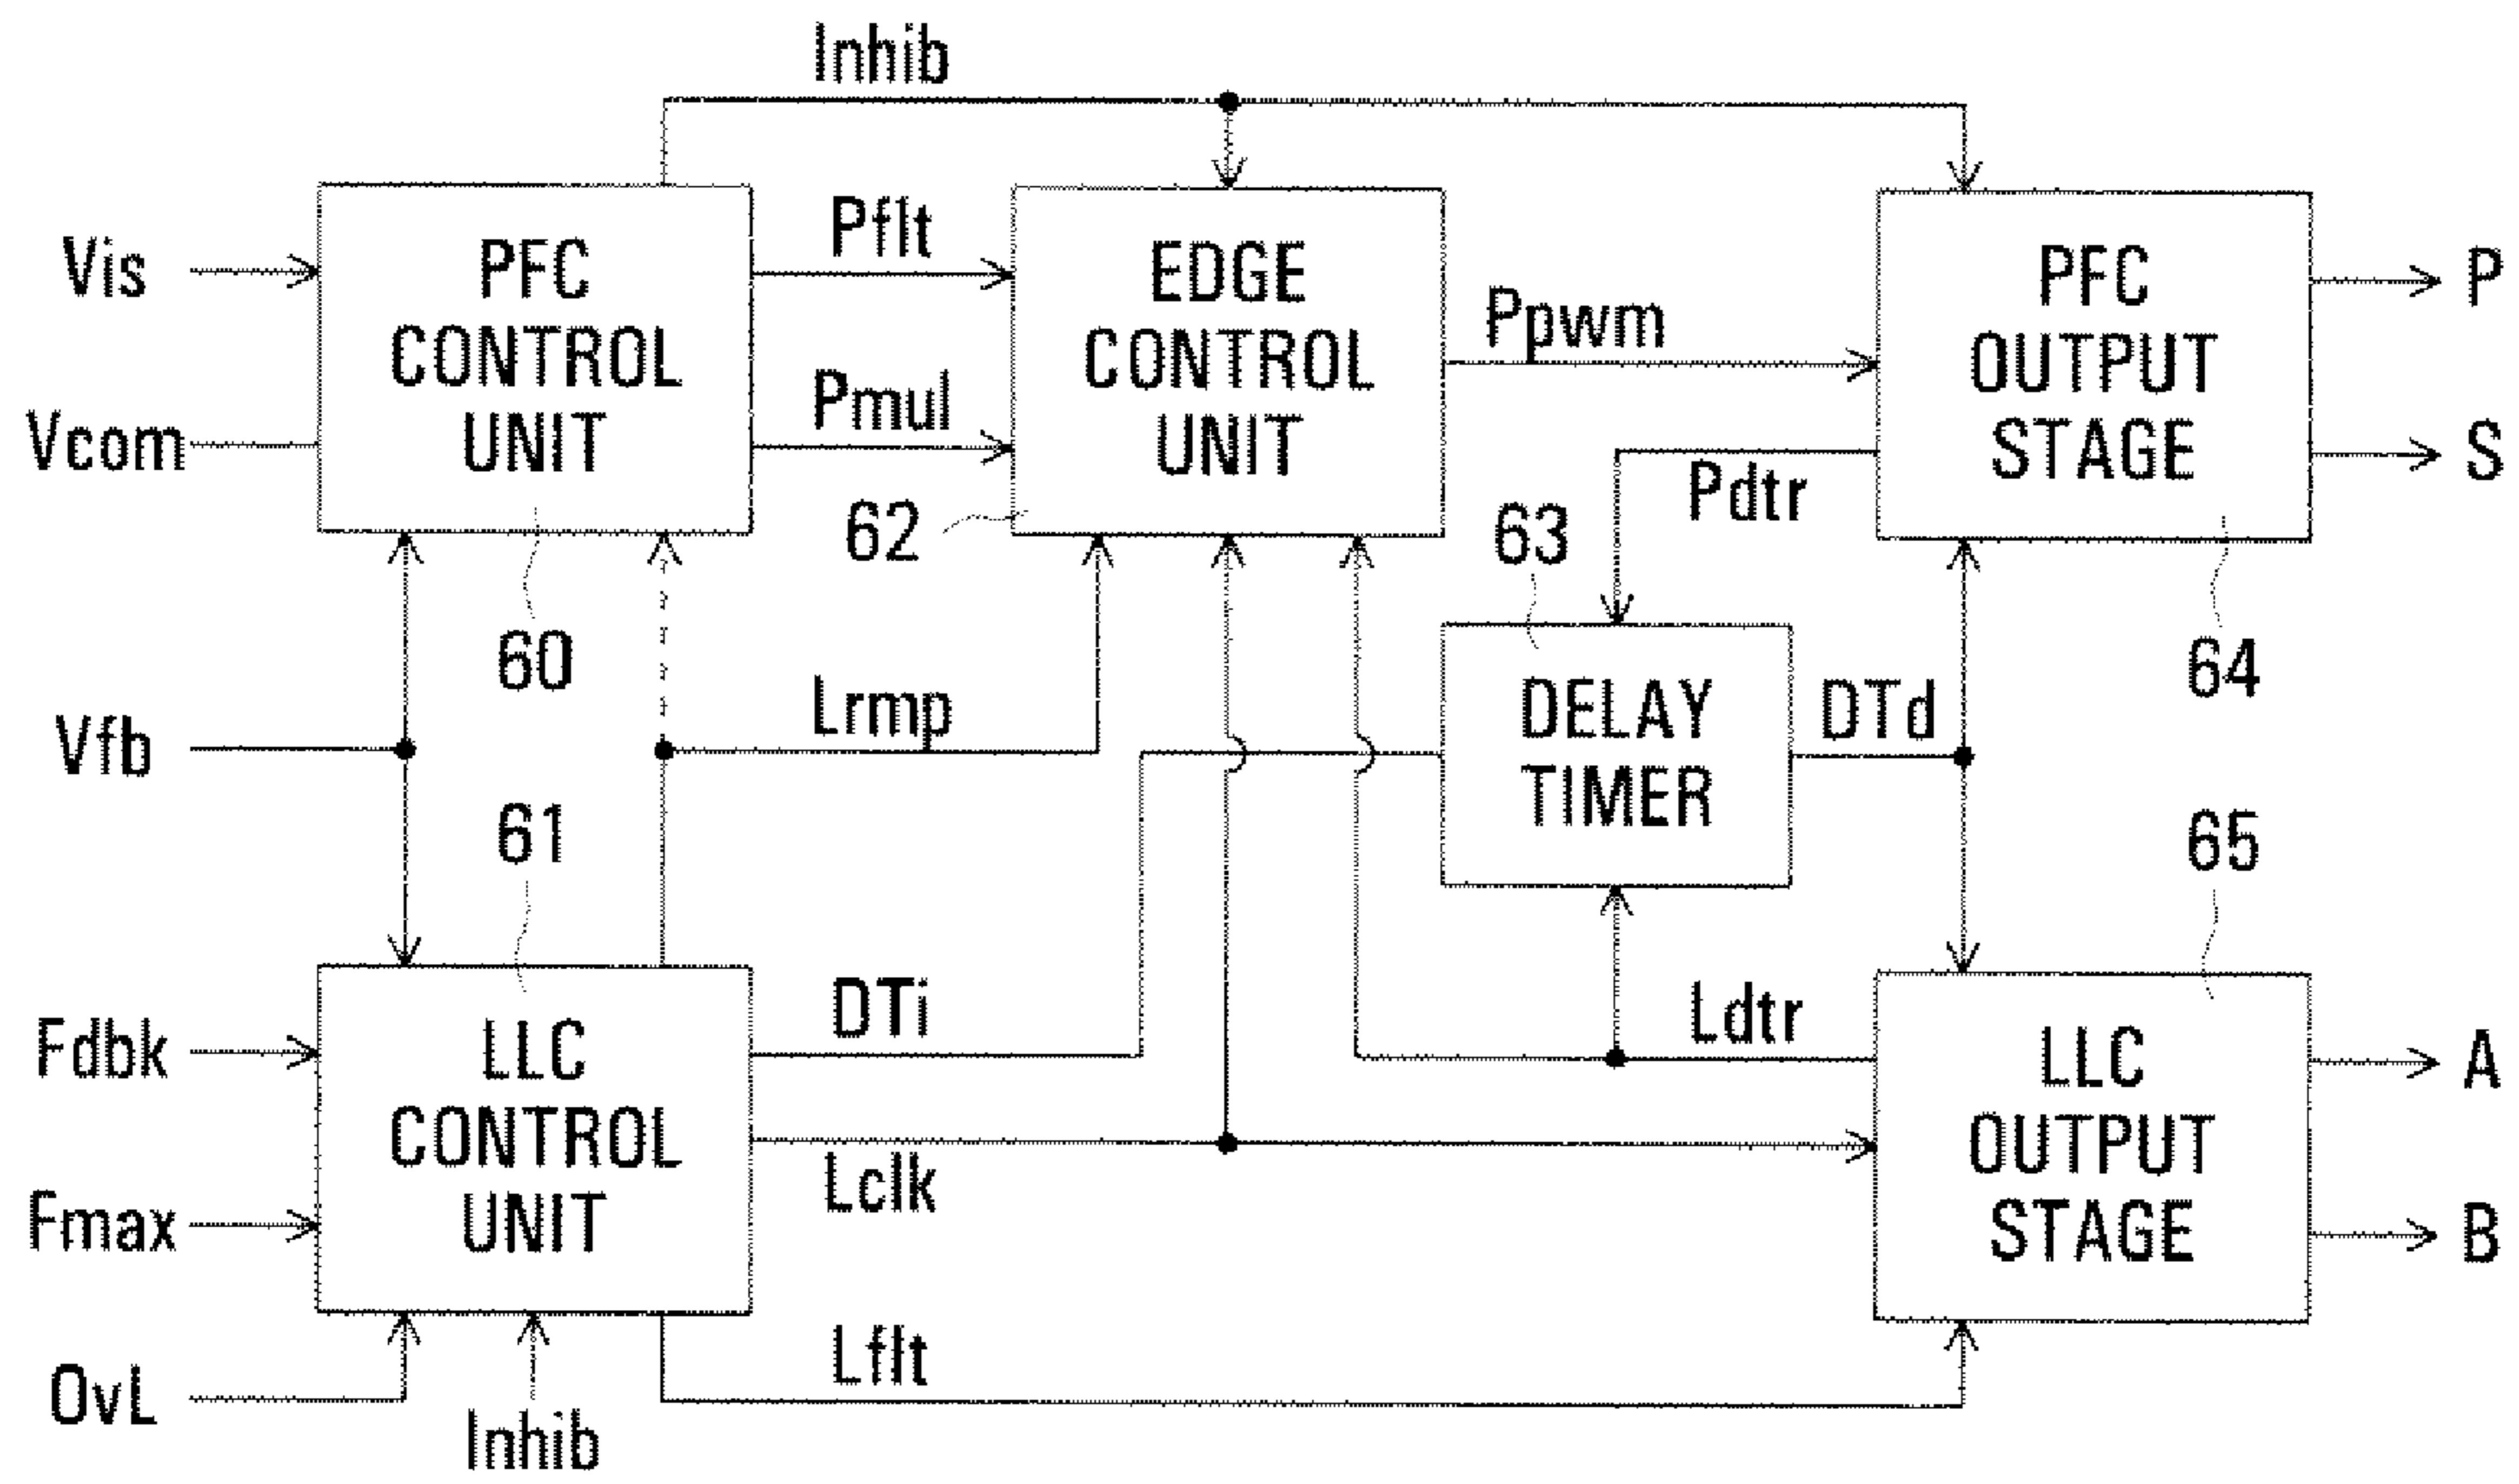 Inhib
Vis
Vcom
PFC
CONTROL
UNIT
Pflt
Pmul
EDGE
CONTROL
UNIT
Ppwm
PFC
OUTPUT
STAGE
P
S
Pdtr
60
62
63
64
Vfb
Lrmp
DELAY
TIMER
DTd
61
65
Fdbk
Fmax
LLC
CONTROL
UNIT
DTi
Lclk
Ldtr
LLC
OUTPUT
STAGE
A
B
OvL
Inhib
Lflt